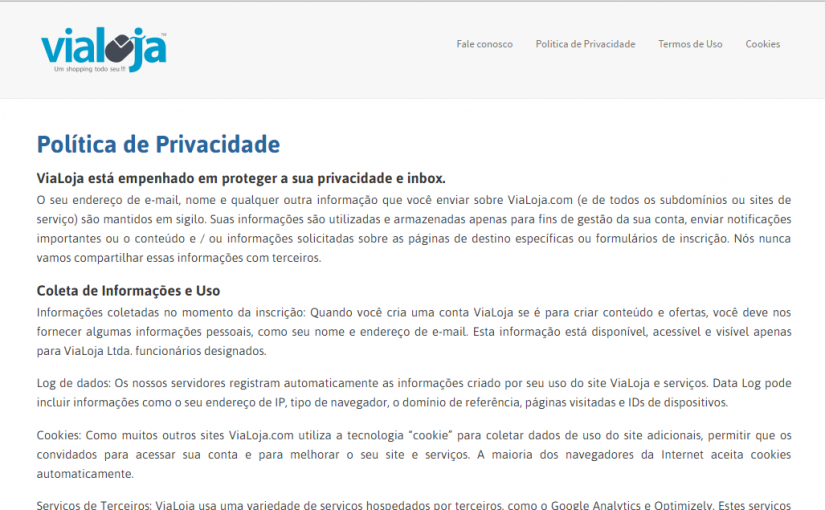 vialoja™
Um shopping todo seu!!!
Fale conosco Política de Privacidade Termos de Uso Cookies
Política de Privacidade
ViaLoja está empenhado em proteger a sua privacidade e inbox.
O seu endereço de e-mail, nome e qualquer outra informação que você enviar sobre ViaLoja.com (e de todos os subdomínios ou sites de
serviço) são mantidos em sigilo. Suas informações são utilizadas e armazenadas apenas para fins de gestão da sua conta, enviar notificações
importantes ou o conteúdo e / ou informações solicitadas sobre as páginas de destino específicas ou formulários de inscrição. Nós nunca
vamos compartilhar essas informações com terceiros.
Coleta de Informações e Uso
Informações coletadas no momento da inscrição: Quando você cria uma conta ViaLoja se é para criar conteúdo e ofertas, você deve nos
fornecer algumas informações pessoais, como seu nome e endereço de e-mail. Esta informação está disponível, acessível e visível apenas
para ViaLoja Ltda. funcionários designados.
Log de dados: Os nossos servidores registram automaticamente as informações criado por seu uso do site ViaLoja e serviços. Data Log pode
incluir informações como o seu endereço de IP, tipo de navegador, o domínio de referência, páginas visitadas e IDs de dispositivos.
Cookies: Como muitos outros sites ViaLoja.com utiliza a tecnologia “cookie” para coletar dados de uso do site adicionais, permitir que os
convidados para acessar sua conta e para melhorar o seu site e serviços. A maioria dos navegadores da Internet aceita cookies
automaticamente.
Serviços de Terceiros: ViaLoja usa uma variedade de serviços hospedados por terceiros, como o Google Analytics e Optimizely. Estes serviços